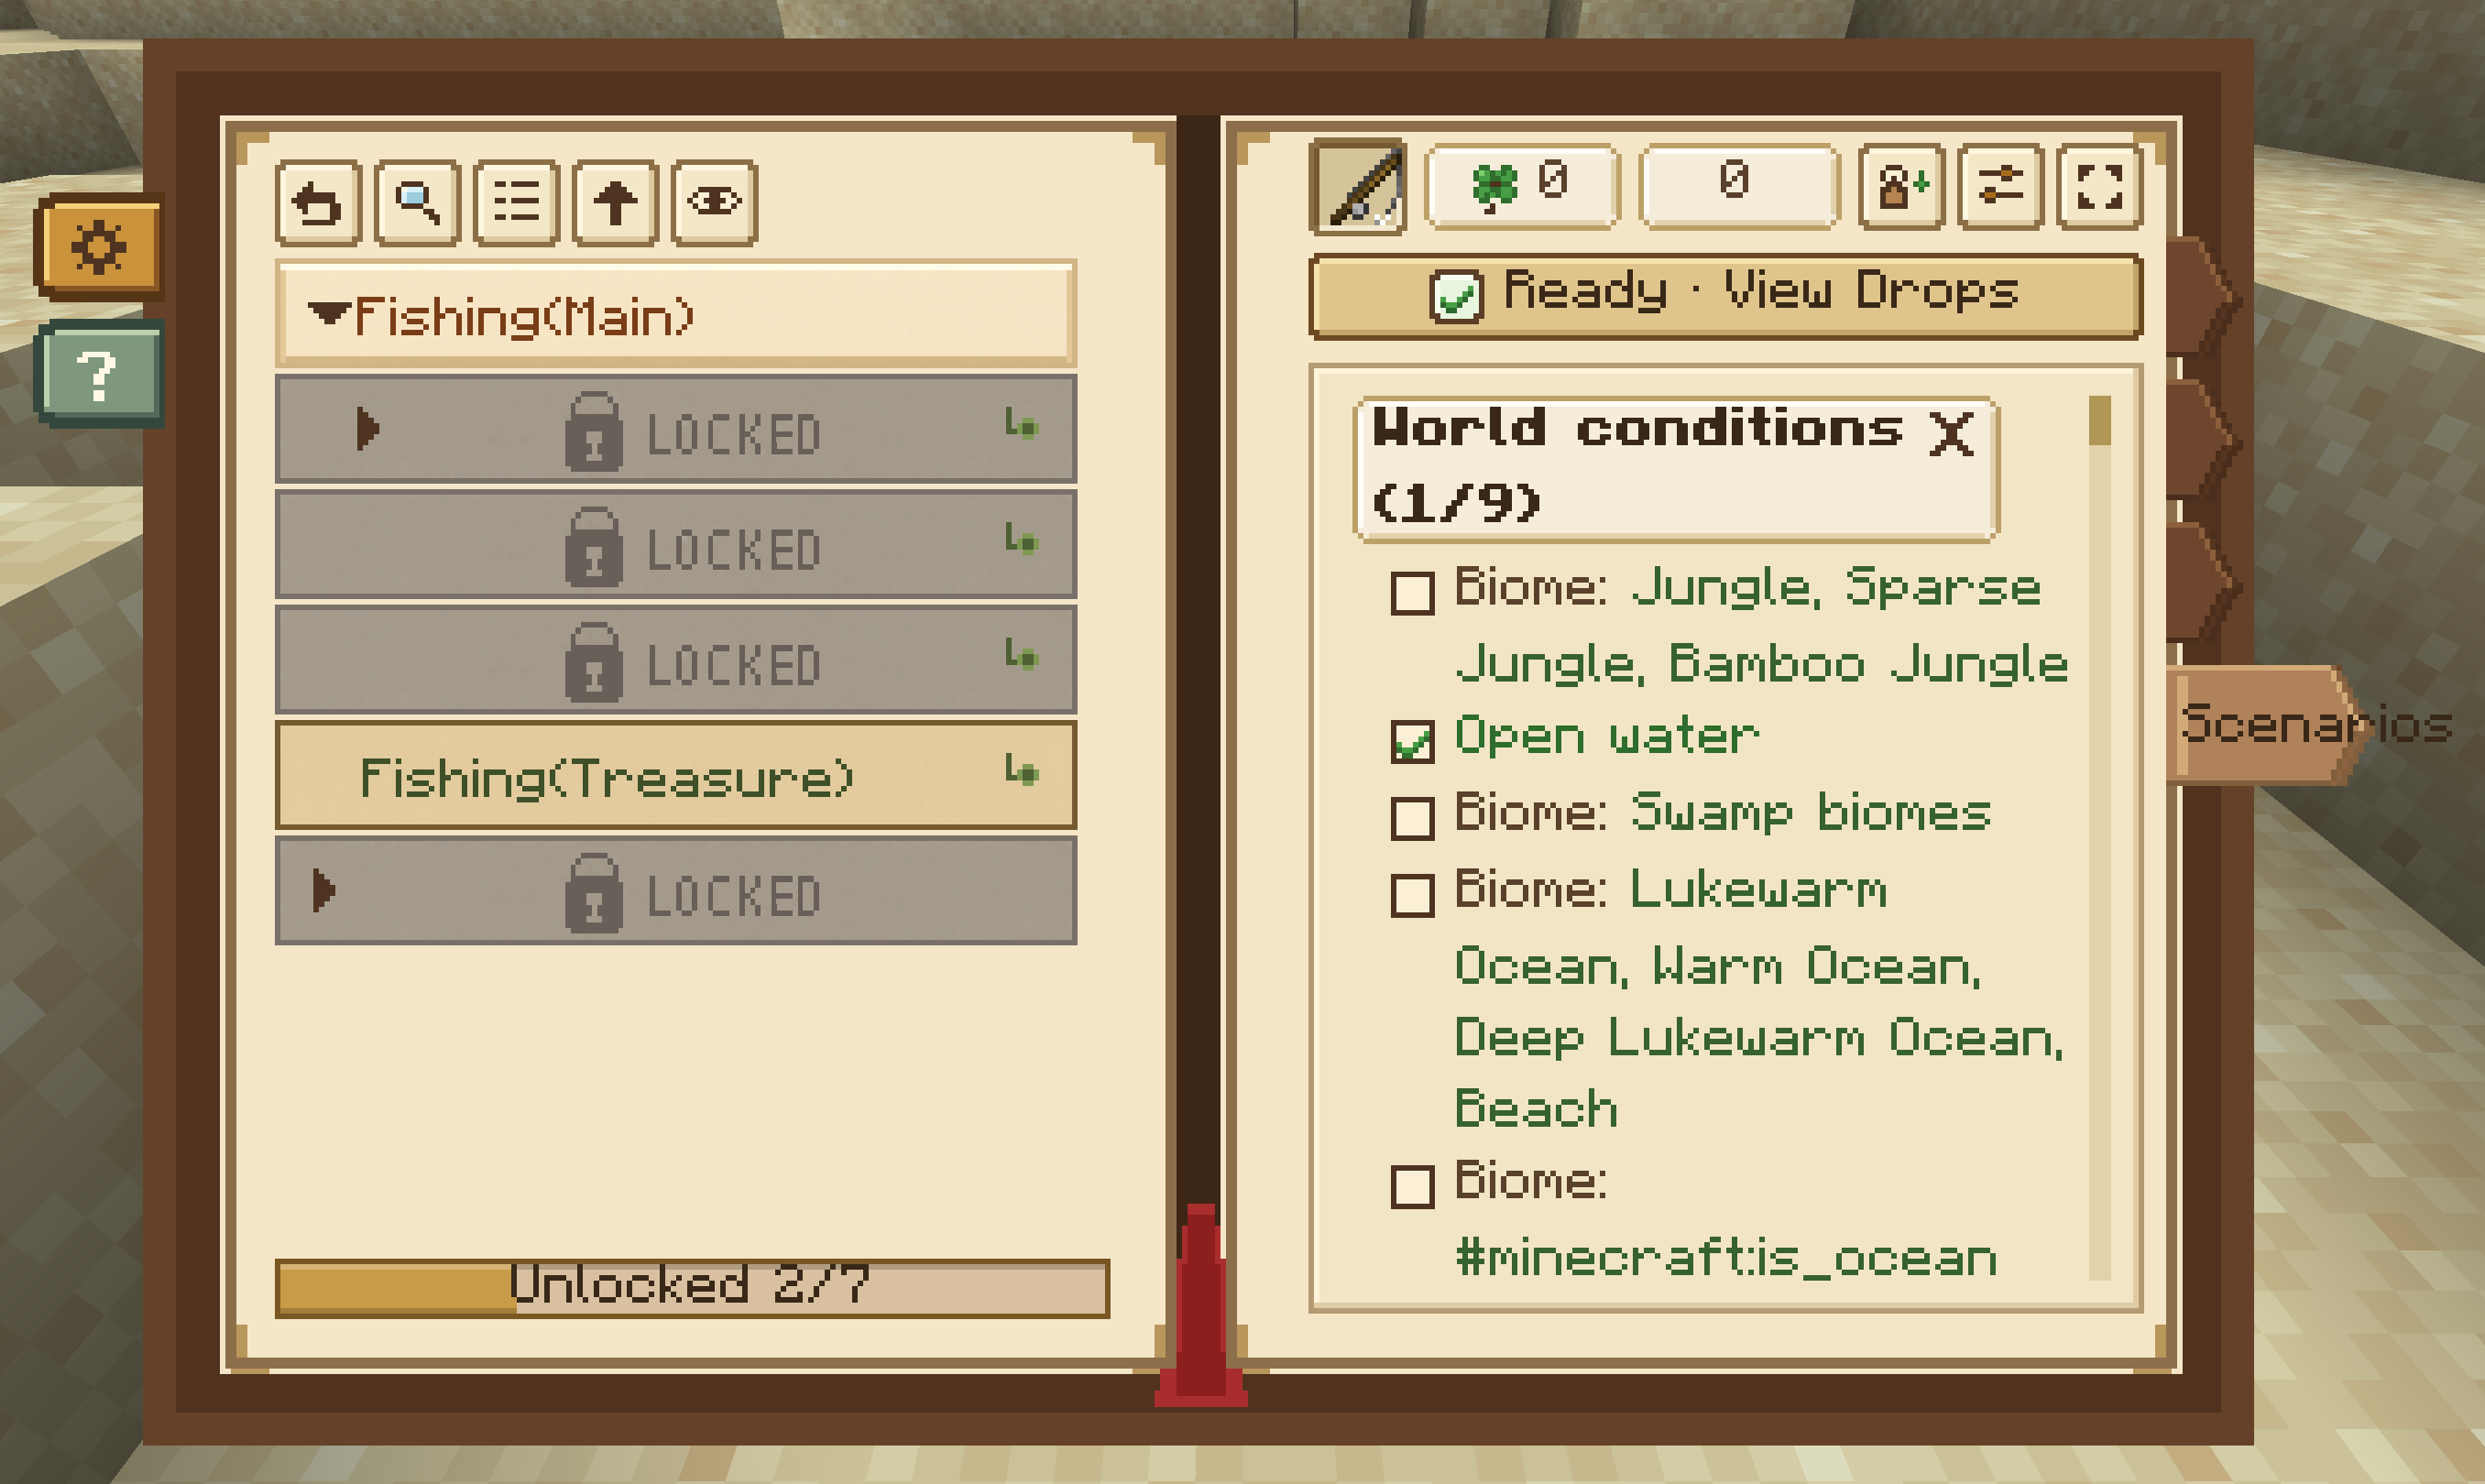 Fishing(Main)
LOCKED
LOCKED
LOCKED
Fishing(Treasure)
LOCKED
Unlocked 2/7
?
0
0
Ready · View Drops
World conditions X
(1/9)
Biome: Jungle, Sparse
Jungle, Bamboo Jungle
Open water
Biome: Swamp biomes
Biome: Lukewarm
Ocean, Warm Ocean,
Deep Lukewarm Ocean,
Beach
Biome:
#minecraft:is_ocean
Scenarios